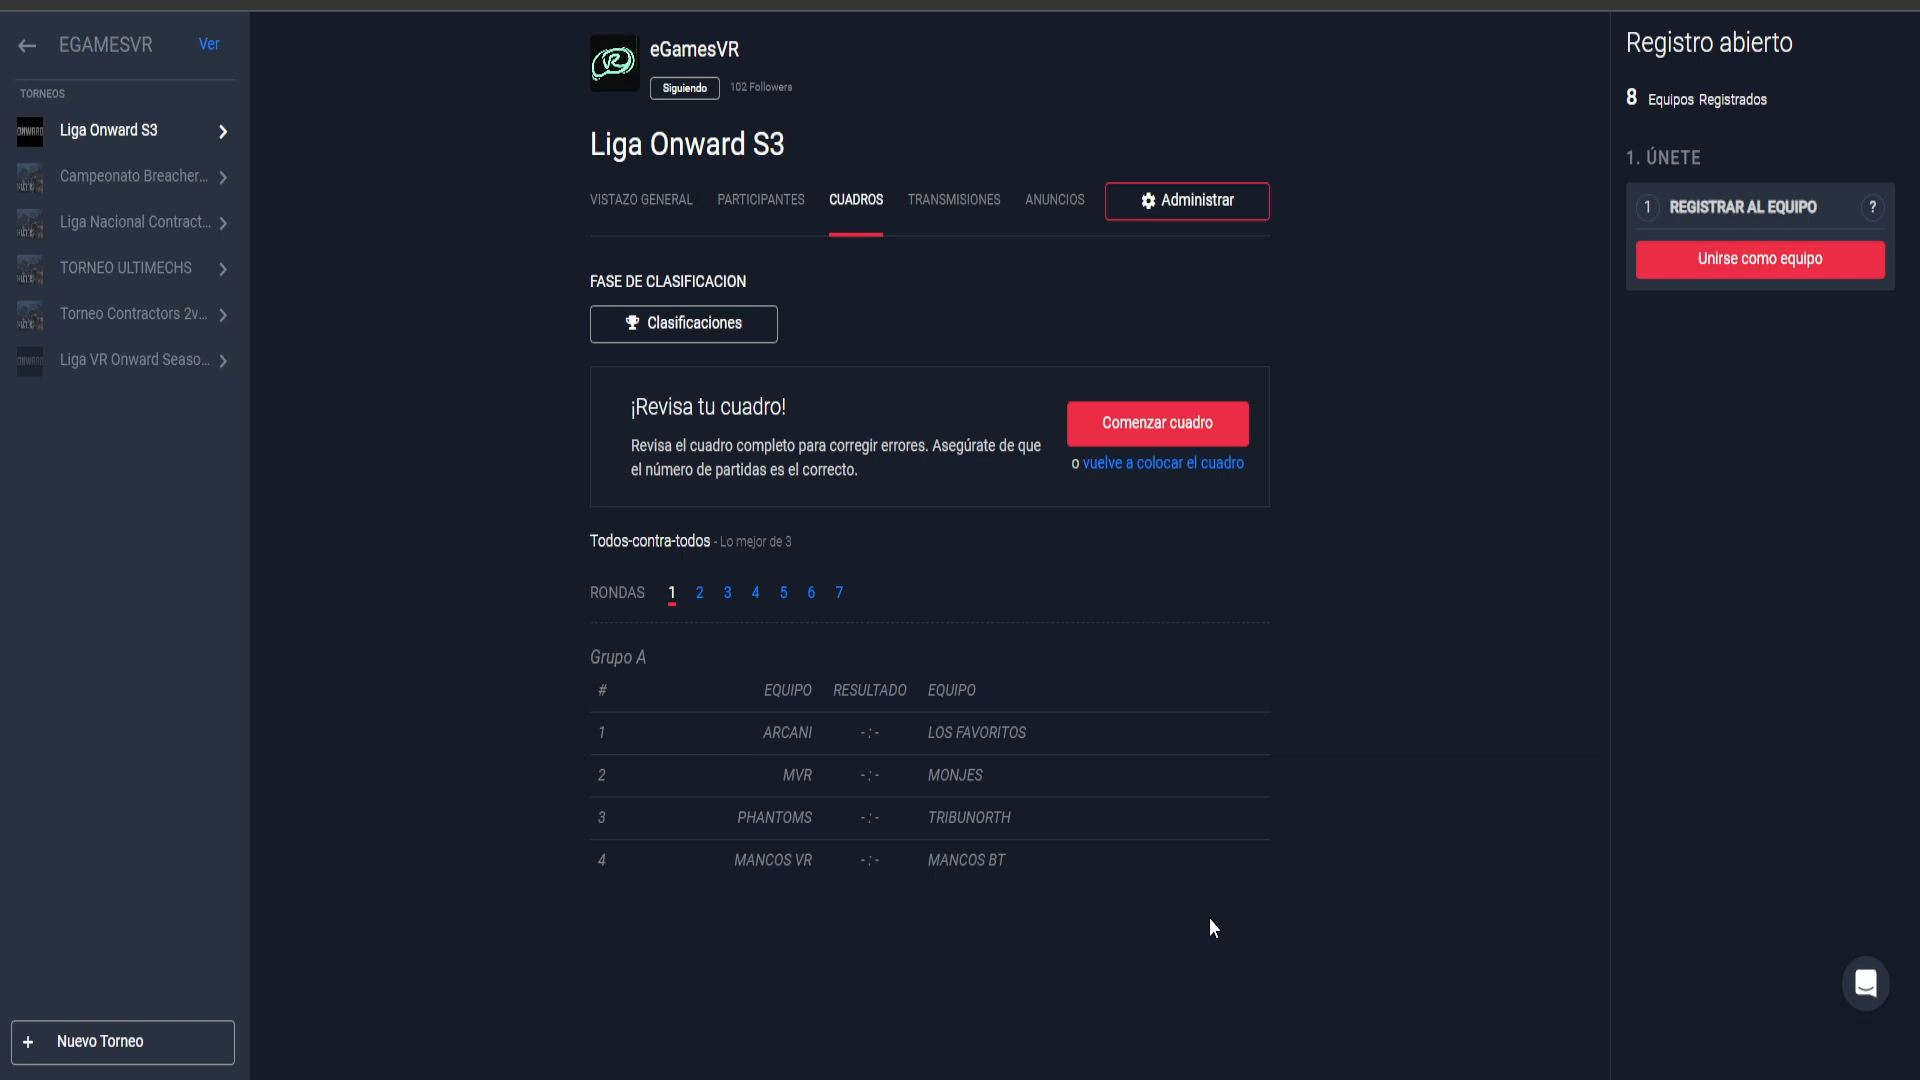 EGAMESVR Ver
TORNEOS
Liga Onward S3
Campeonato Breacher...
Liga Nacional Contract...
TORNEO ULTIMECHS
Torneo Contractors 2v...
Liga VR Onward Seaso...
+ Nuevo Torneo
eGamesVR
Siguiendo 102 Followers
Liga Onward S3
VISTAZO GENERAL PARTICIPANTES CUADROS TRANSMISIONES ANUNCIOS Administrar
FASE DE CLASIFICACION
Clasificaciones
¡Revisa tu cuadro!
Revisa el cuadro completo para corregir errores. Asegúrate de que
el número de partidas es el correcto.
Comenzar cuadro
o vuelve a colocar el cuadro
Todos-contra-todos - Lo mejor de 3
RONDAS 1 2 3 4 5 6 7
Grupo A
# EQUIPO RESULTADO EQUIPO
1 ARCANI - : - LOS FAVORITOS
2 MVR - : - MONJES
3 PHANTOMS - : - TRIBUNORTH
4 MANCOS VR - : - MANCOS BT
Registro abierto
8 Equipos Registrados
1. ÚNETE
1 REGISTRAR AL EQUIPO ?
Unirse como equipo